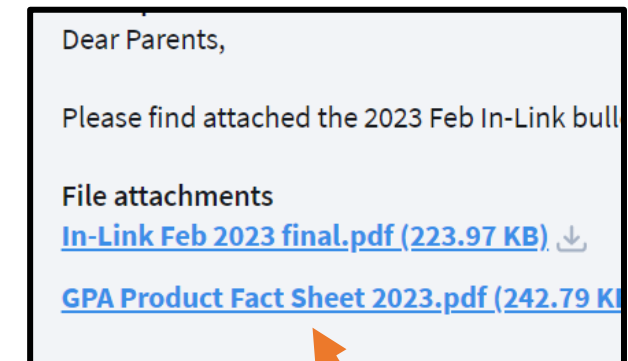 Dear Parents,
Please find attached the 2023 Feb In-Link
File attachments
In-Link Feb 2023 final.pdf (223.97 KB)
GPA Product Fact Sheet 2023.pdf (242.79